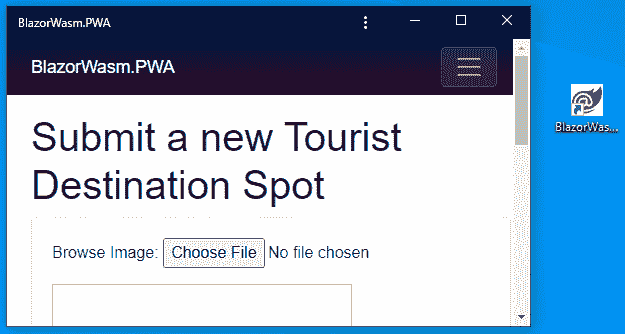 BlazorWasm.PWA
BlazorWasm.PWA
Submit a new Tourist
Destination Spot
Browse Image: Choose File No file chosen
BlazorWas...